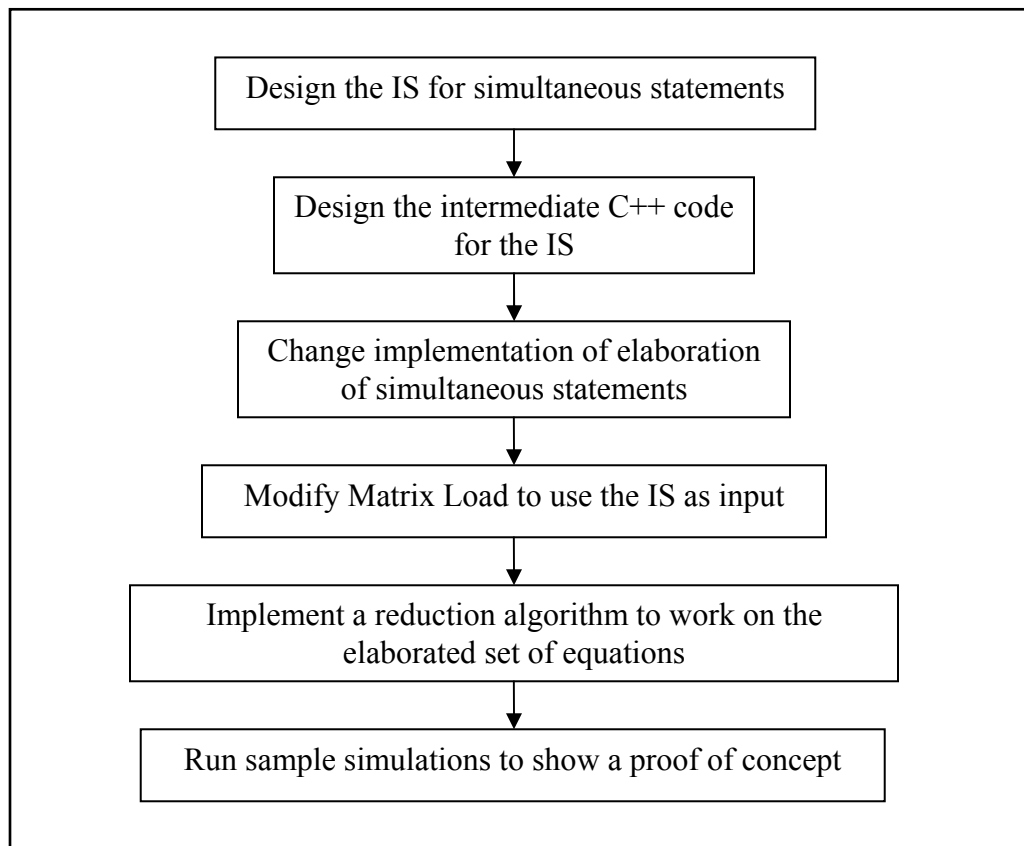 Design the IS for simultaneous statements
Design the intermediate C++ code
for the IS
Change implementation of elaboration
of simultaneous statements
Modify Matrix Load to use the IS as input
Implement a reduction algorithm to work on the
elaborated set of equations
Run sample simulations to show a proof of concept